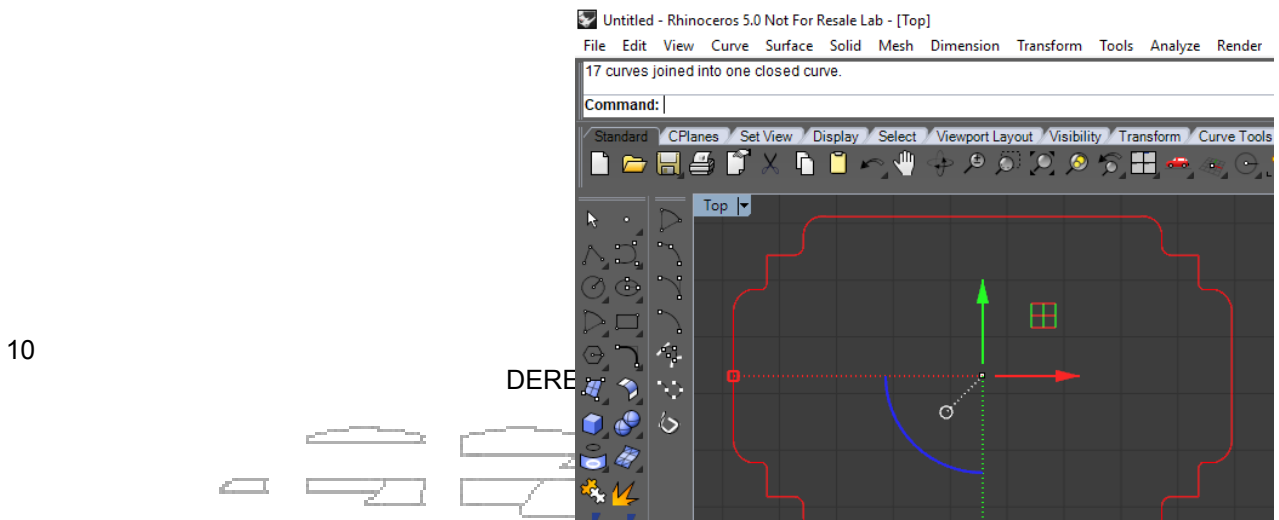 Untitled - Rhinoceros 5.0 Not For Resale Lab - [Top]
File Edit View Curve Surface Solid Mesh Dimension Transform Tools Analyze Render
17 curves joined into one closed curve.
Command:
Standard CPlanes Set View Display Select Viewport Layout Visibility Transform Curve Tools
Top
10
DERE